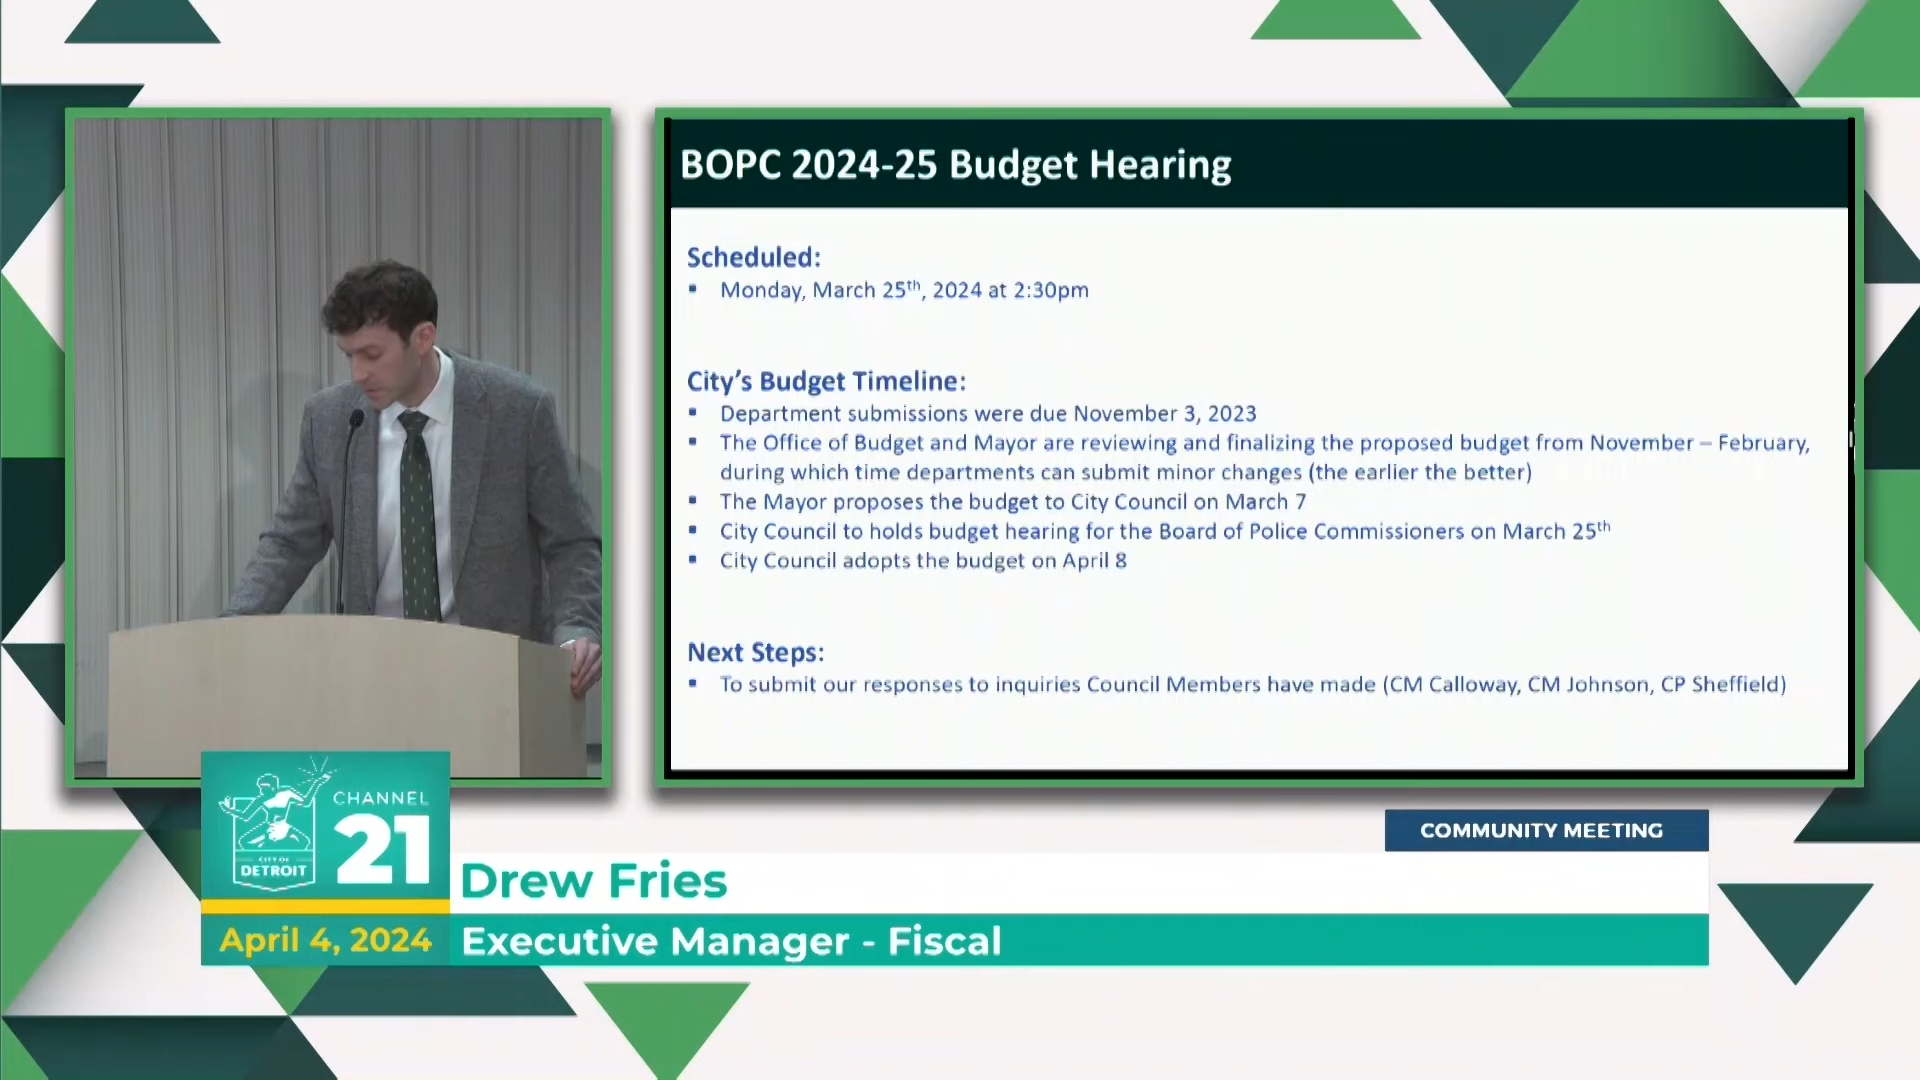 BOPC 2024-25 Budget Hearing
Scheduled:
▪ Monday, March 25th, 2024 at 2:30pm
City's Budget Timeline:
▪ Department submissions were due November 3, 2023
▪ The Office of Budget and Mayor are reviewing and finalizing the proposed budget from November – February,
during which time departments can submit minor changes (the earlier the better)
▪ The Mayor proposes the budget to City Council on March 7
▪ City Council to holds budget hearing for the Board of Police Commissioners on March 25th
▪ City Council adopts the budget on April 8
Next Steps:
▪ To submit our responses to inquiries Council Members have made (CM Calloway, CM Johnson, CP Sheffield)
COMMUNITY MEETING
CHANNEL
21
CITY OF
DETROIT
Drew Fries
April 4, 2024
Executive Manager - Fiscal